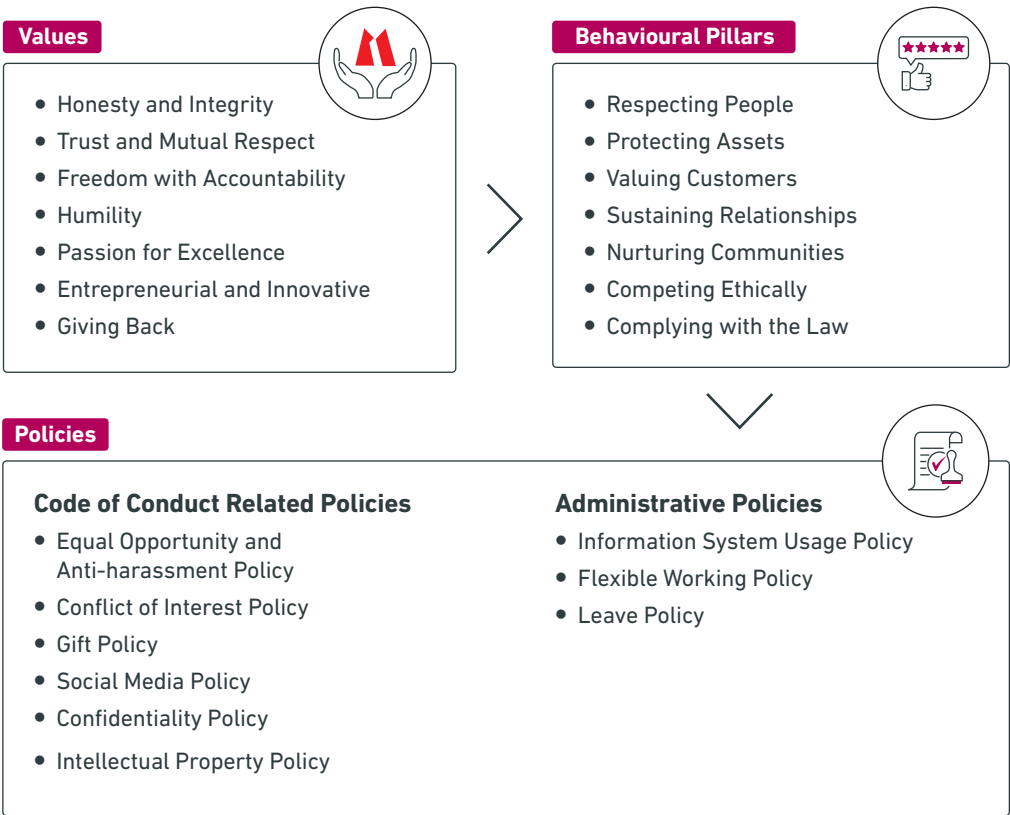 Values
• Honesty and Integrity
• Trust and Mutual Respect
• Freedom with Accountability
• Humility
• Passion for Excellence
• Entrepreneurial and Innovative
• Giving Back
Behavioural Pillars
• Respecting People
• Protecting Assets
• Valuing Customers
• Sustaining Relationships
• Nurturing Communities
• Competing Ethically
• Complying with the Law
Policies
Code of Conduct Related Policies
• Equal Opportunity and
Anti-harassment Policy
• Conflict of Interest Policy
• Gift Policy
• Social Media Policy
• Confidentiality Policy
• Intellectual Property Policy
Administrative Policies
• Information System Usage Policy
• Flexible Working Policy
• Leave Policy